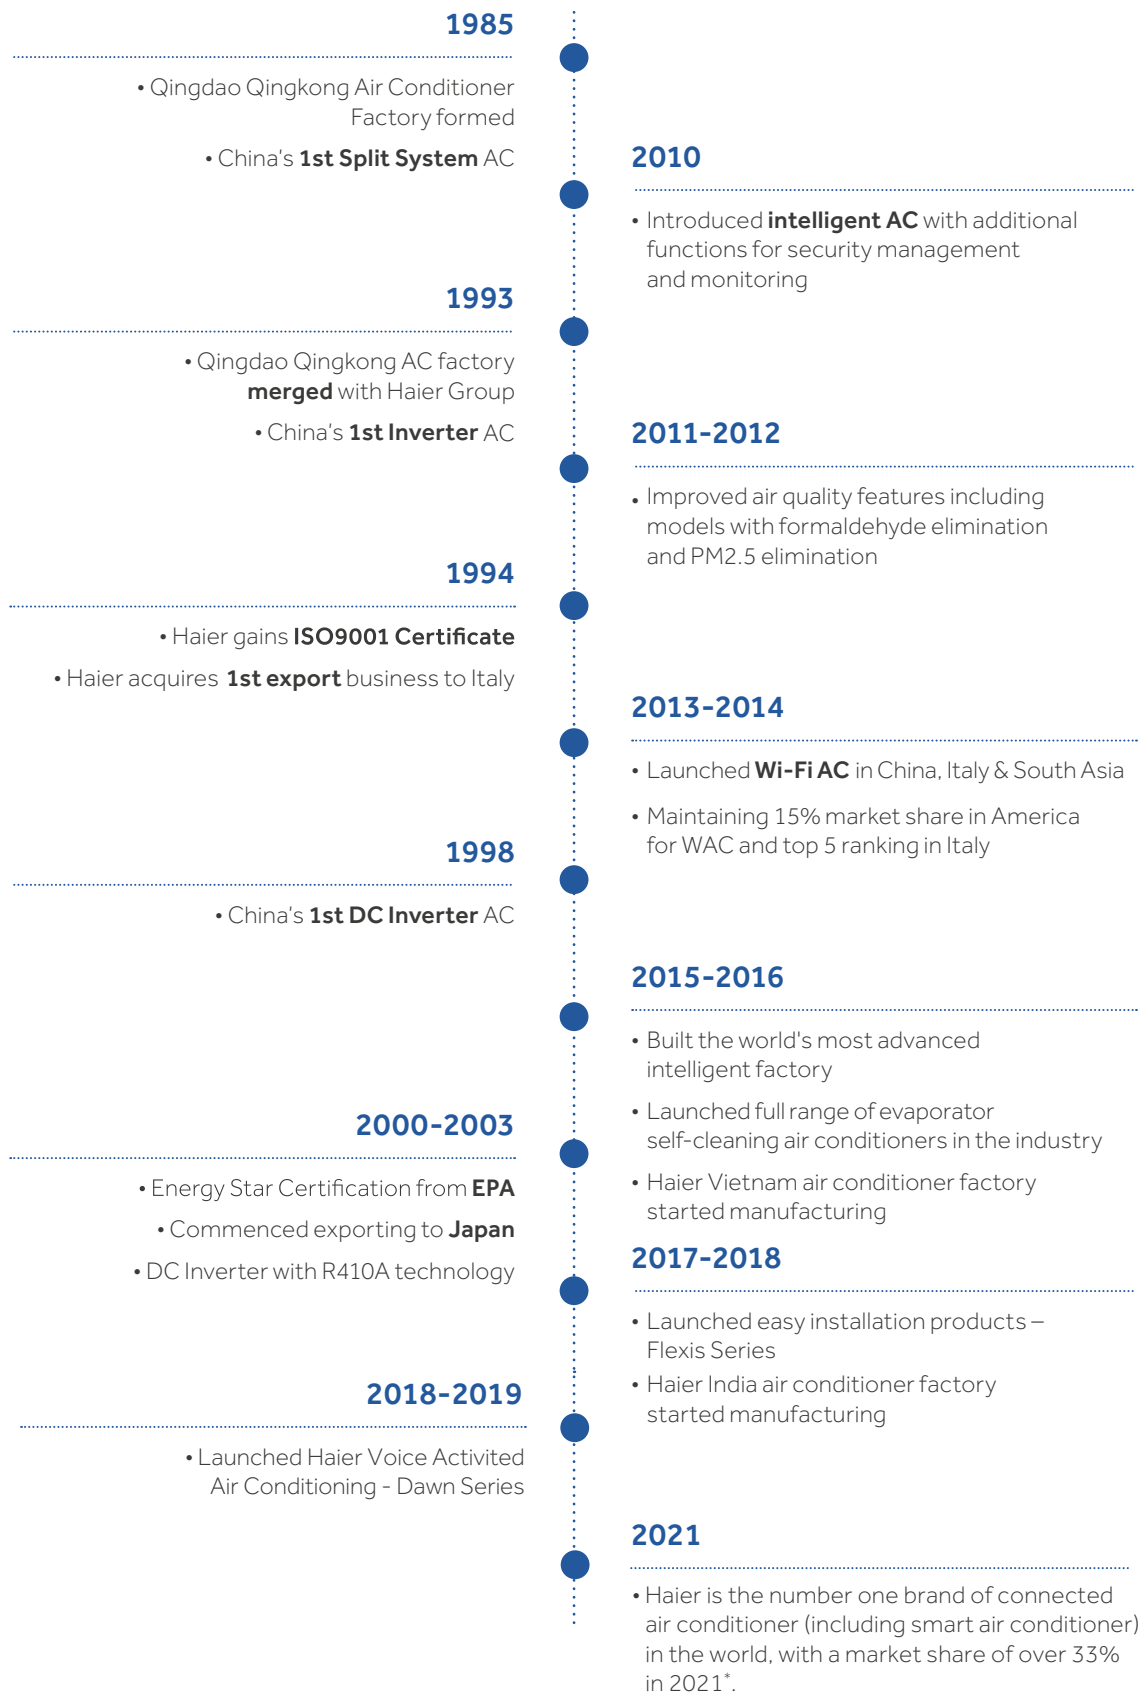 1985
• Qingdao Qingkong Air Conditioner
Factory formed
• China's 1st Split System AC
1993
• Qingdao Qingkong AC factory
merged with Haier Group
• China's 1st Inverter AC
1994
• Haier gains ISO9001 Certificate
• Haier acquires 1st export business to Italy
1998
• China's 1st DC Inverter AC
2000-2003
• Energy Star Certification from EPA
• Commenced exporting to Japan
• DC Inverter with R410A technology
2018-2019
• Launched Haier Voice Activited
Air Conditioning - Dawn Series
2010
• Introduced intelligent AC with additional
functions for security management
and monitoring
2011-2012
• Improved air quality features including
models with formaldehyde elimination
and PM2.5 elimination
2013-2014
• Launched Wi-Fi AC in China, Italy & South Asia
• Maintaining 15% market share in America
for WAC and top 5 ranking in Italy
2015-2016
• Built the world's most advanced
intelligent factory
• Launched full range of evaporator
self-cleaning air conditioners in the industry
• Haier Vietnam air conditioner factory
started manufacturing
2017-2018
• Launched easy installation products –
Flexis Series
• Haier India air conditioner factory
started manufacturing
2021
• Haier is the number one brand of connected
air conditioner (including smart air conditioner)
in the world, with a market share of over 33%
in 2021*.